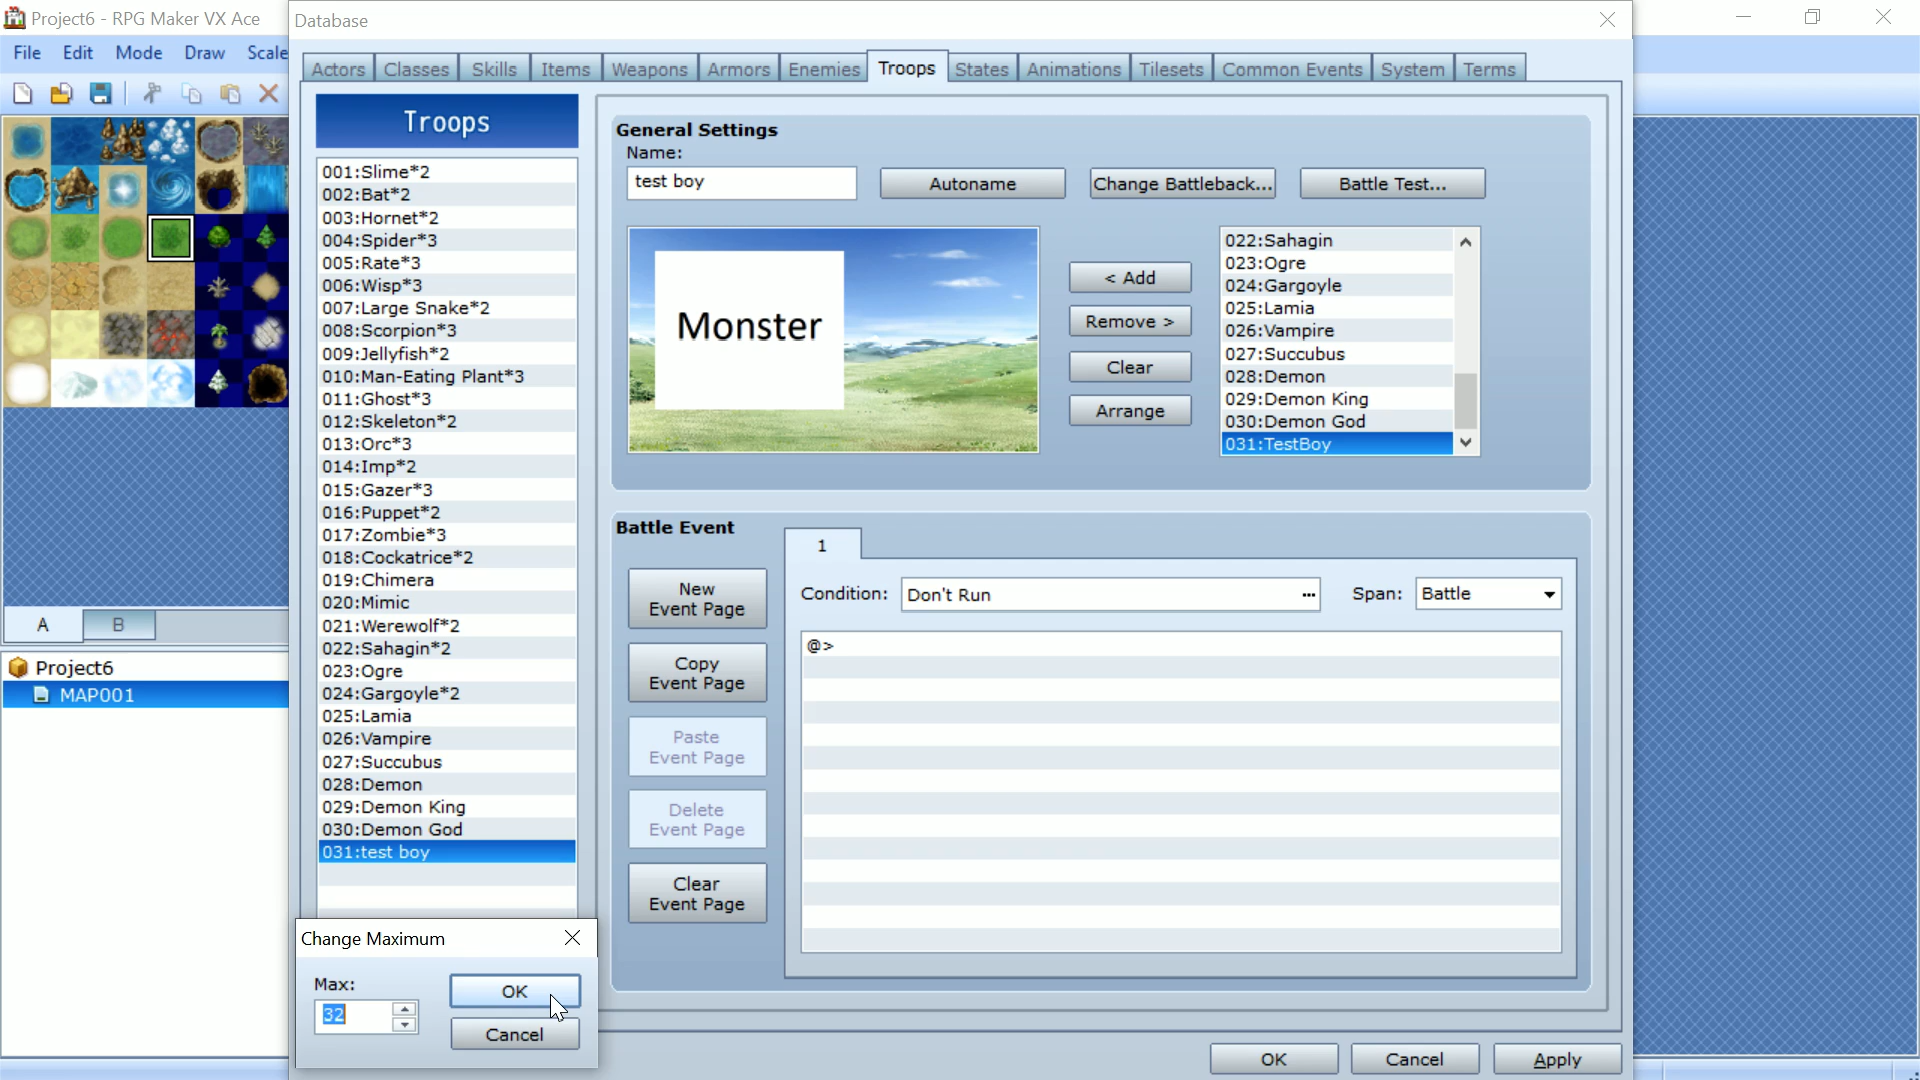 Project6 - RPG Maker VX Ace
Database
File Edit Mode Draw Scale
Actors Classes Skills Items Weapons Armors Enemies Troops States Animations Tilesets Common Events System Terms
Troops
001:Slime*2
002:Bat*2
003:Hornet*2
004:Spider*3
005:Rate*3
006:Wisp*3
007:Large Snake*2
008:Scorpion*3
009:Jellyfish*2
010:Man-Eating Plant*3
011:Ghost*3
012:Skeleton*2
013:Orc*3
014:Imp*2
015:Gazer*3
016:Puppet*2
017:Zombie*3
018:Cockatrice*2
019:Chimera
020:Mimic
021:Werewolf*2
022:Sahagin*2
023:Ogre
024:Gargoyle*2
025:Lamia
026:Vampire
027:Succubus
028:Demon
029:Demon King
030:Demon God
031:test boy
General Settings
Name:
test boy
Autoname
Change Battleback...
Battle Test...
Monster
< Add
Remove >
Clear
Arrange
022:Sahagin
023:Ogre
024:Gargoyle
025:Lamia
026:Vampire
027:Succubus
028:Demon
029:Demon King
030:Demon God
031:TestBoy
Battle Event
1
New
Event Page
Copy
Event Page
Paste
Event Page
Delete
Event Page
Clear
Event Page
Condition: Don't Run ...
Span: Battle
@>
A B
Project6
MAP001
Change Maximum
Max:
32
OK
Cancel
OK Cancel Apply